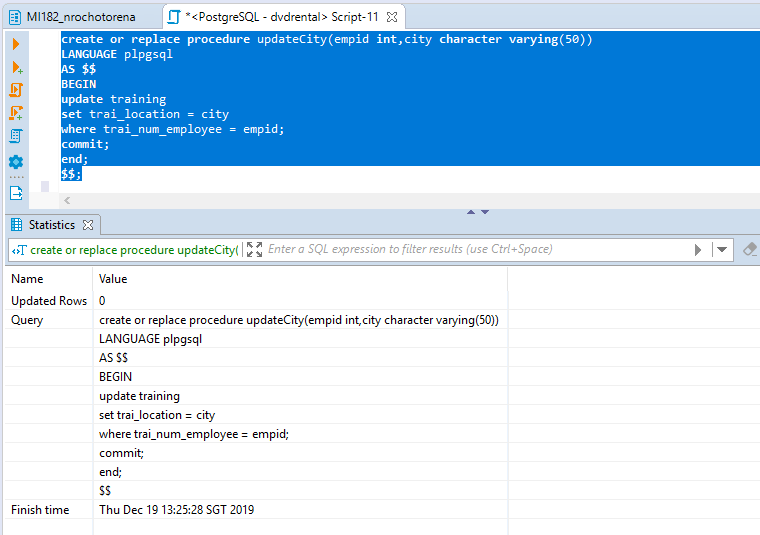 MI182_nrochotorena
*<PostgreSQL - dvdrental> Script-11
create or replace procedure updateCity(empid int,city character varying(50))
LANGUAGE plpgsql
AS $$
BEGIN
update training
set trai_location = city
where trai_num_employee = empid;
commit;
end;
$$;
Statistics
create or replace procedure updateCity( Enter a SQL expression to filter results (use Ctrl+Space)
Name Value
Updated Rows 0
Query create or replace procedure updateCity(empid int,city character varying(50))
LANGUAGE plpgsql
AS $$
BEGIN
update training
set trai_location = city
where trai_num_employee = empid;
commit;
end;
$$
Finish time Thu Dec 19 13:25:28 SGT 2019